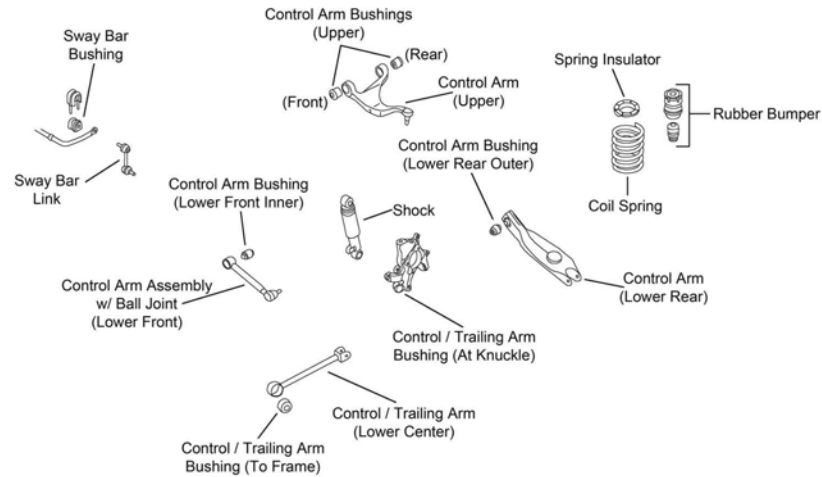 Sway Bar
Bushing
Sway Bar
Link
Control Arm Bushings
(Upper)
(Rear)
(Front)
Control Arm
(Upper)
Spring Insulator
Rubber Bumper
Coil Spring
Control Arm Bushing
(Lower Rear Outer)
Control Arm
(Lower Rear)
Control Arm Bushing
(Lower Front Inner)
Shock
Control Arm Assembly
w/ Ball Joint
(Lower Front)
Control / Trailing Arm
Bushing (At Knuckle)
Control / Trailing Arm
(Lower Center)
Control / Trailing Arm
Bushing (To Frame)